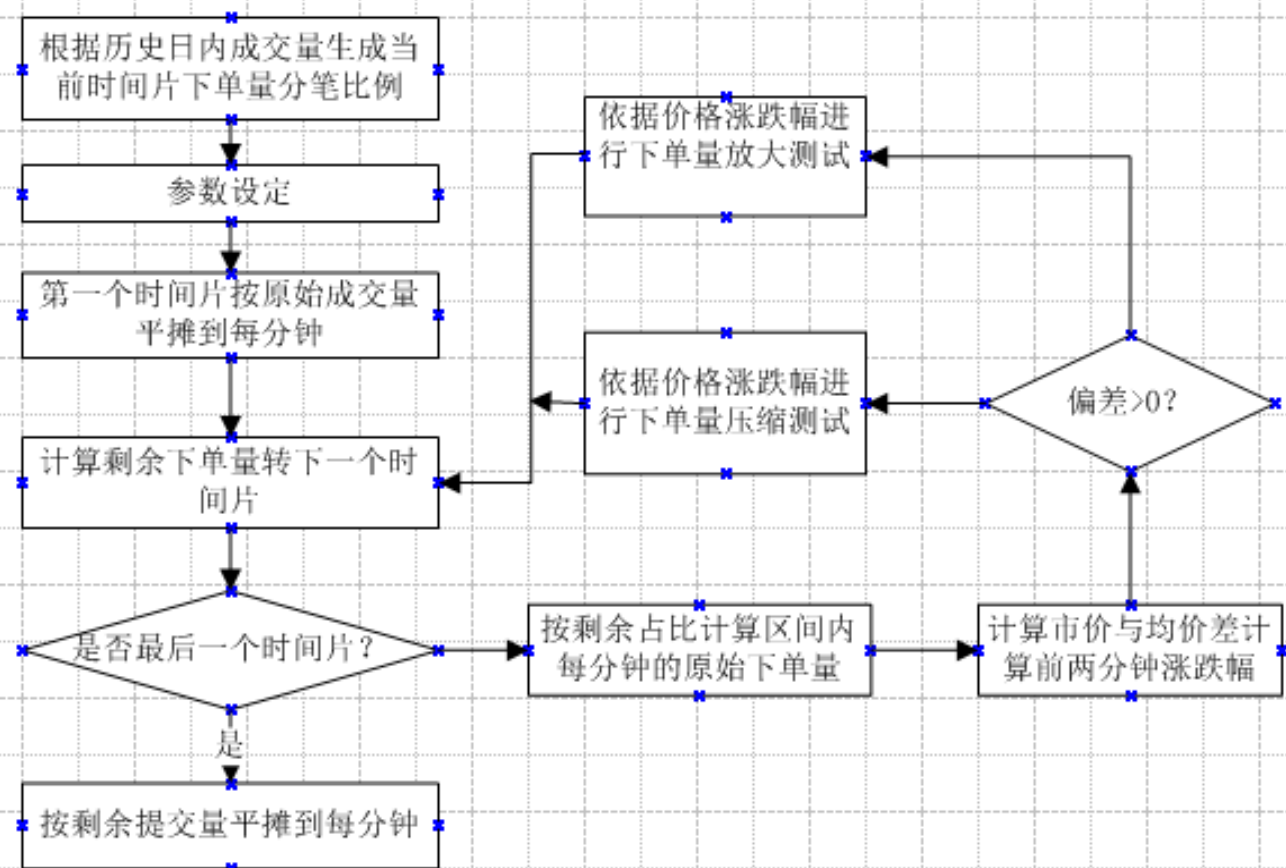 根据历史日内成交量生成当
前时间片下单量分笔比例
参数设定
第一个时间片按原始成交量
平摊到每分钟
计算剩余下单量转下一个时
间片
是否最后一个时间片？
是
按剩余提交量平摊到每分钟
按剩余占比计算区间内
每分钟的原始下单量
计算市价与均价差计
算前两分钟涨跌幅
偏差>0？
依据价格涨跌幅进
行下单量放大测试
依据价格涨跌幅进
行下单量压缩测试